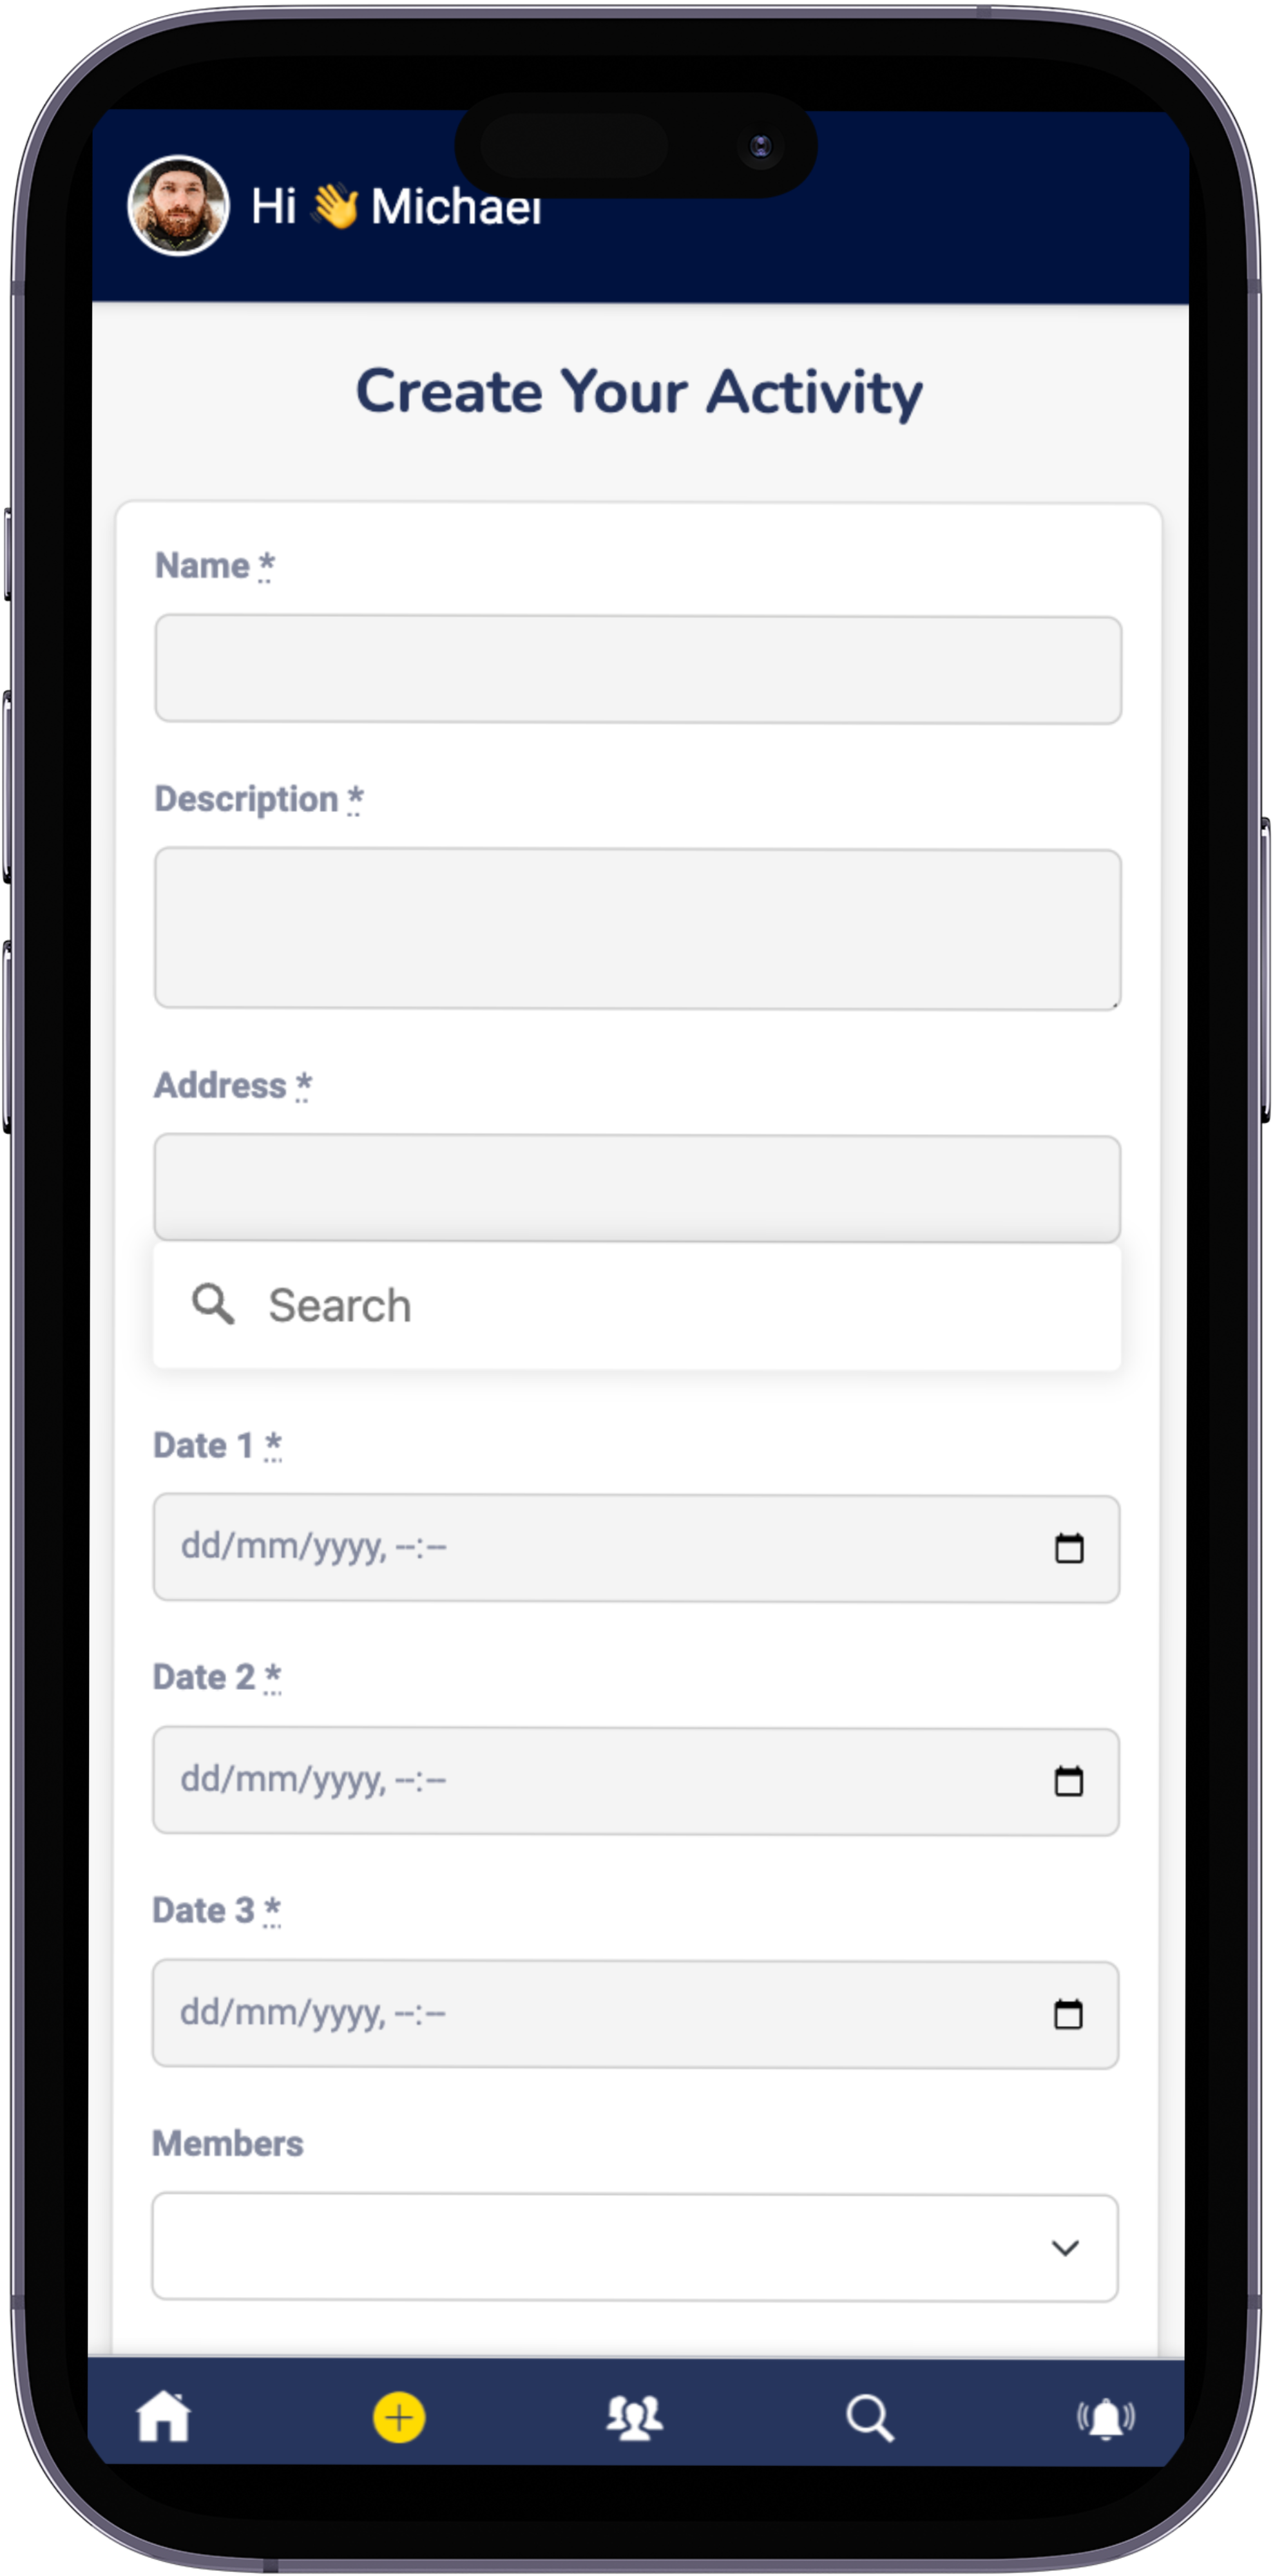 Hi 👋 Michael
Create Your Activity
Name *
Description *
Address *
Search
Date 1 *
dd/mm/yyyy, --:--
Date 2 *
dd/mm/yyyy, --:--
Date 3 *
dd/mm/yyyy, --:--
Members